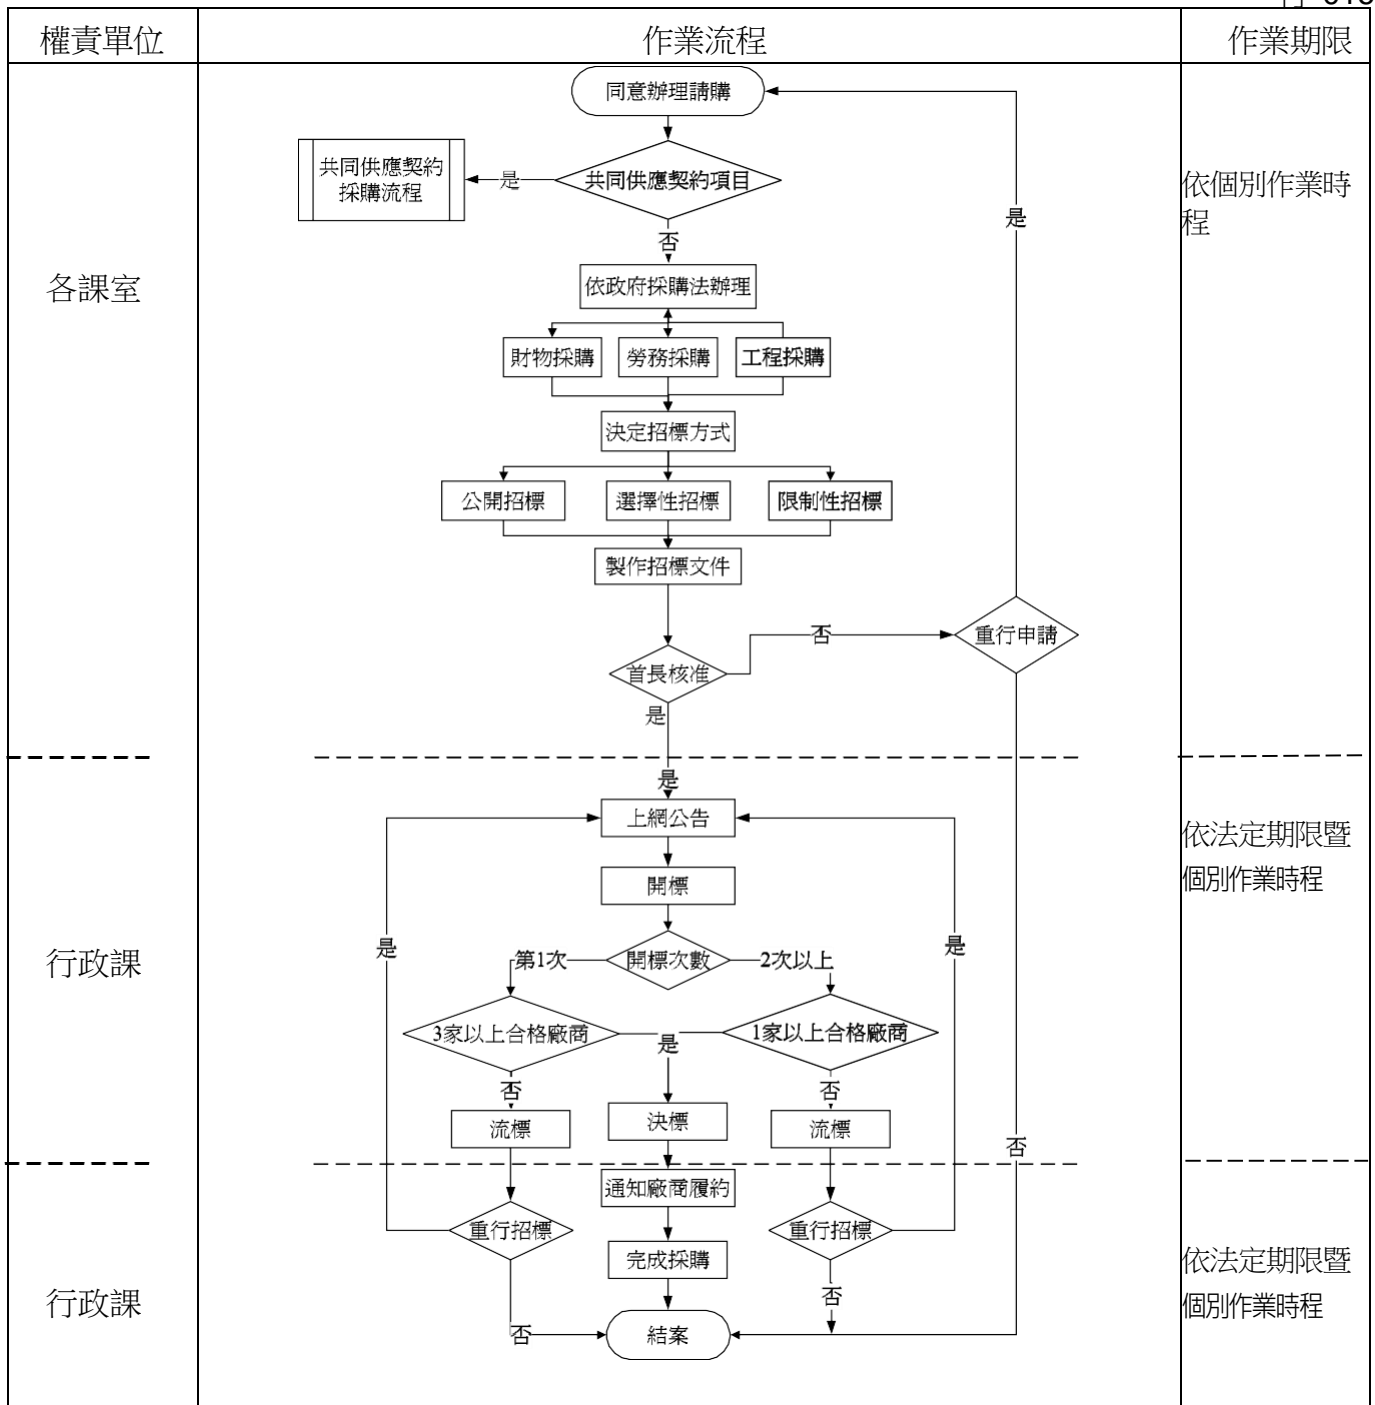 權責單位
作業流程
作業期限
同意辦理請購
共同供應契約
採購流程
是
共同供應契約項目
依個別作業時
程
是
否
各課室
依政府採購法辦理
財物採購
勞務採購
工程採購
決定招標方式
公開招標
選擇性招標
限制性招標
製作招標文件
否
重行申請
首長核准
是
是
上網公告
依法定期限暨
個別作業時程
開標
是
是
行政課
第1次
開標次數
2次以上
3家以上合格廠商
是
1家以上合格廠商
否
否
流標
決標
流標
否
通知廠商履約
重行招標
重行招標
完成採購
依法定期限暨
個別作業時程
行政課
否
否
結案